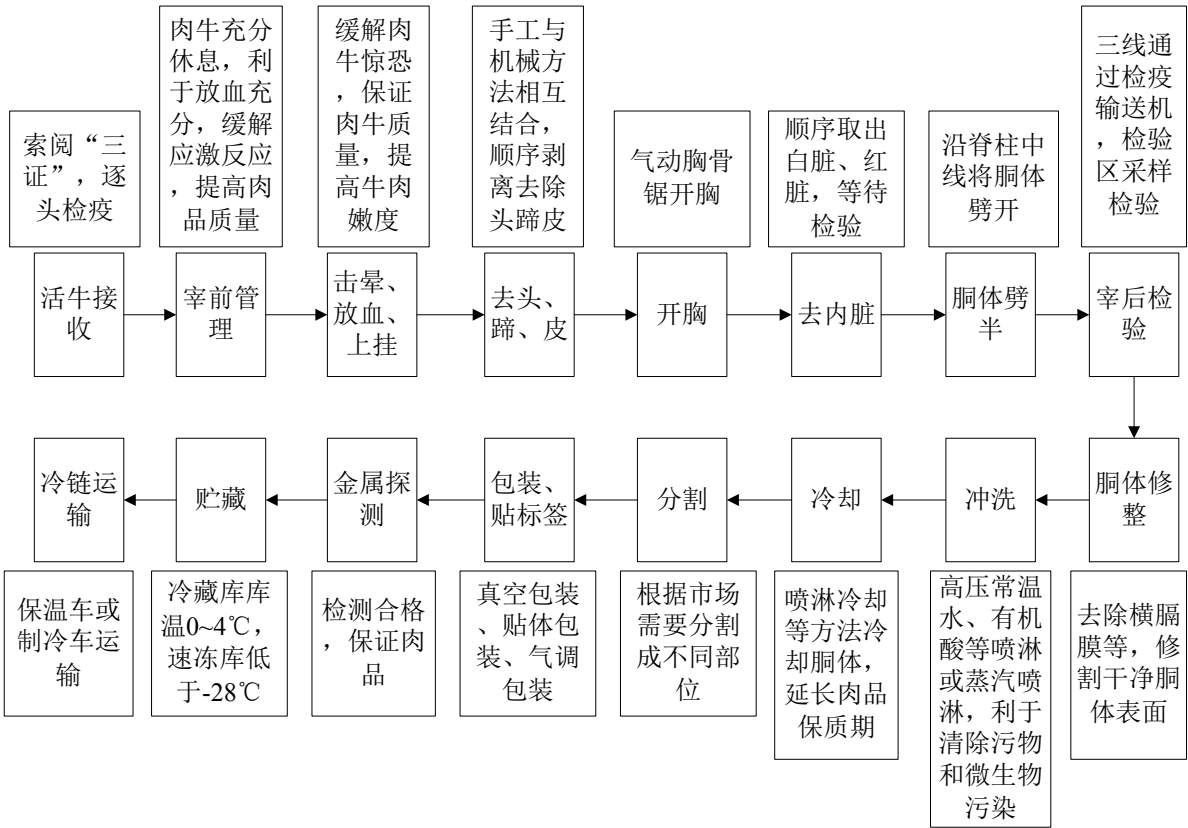 索阅“三
证”，逐
头检疫
肉牛充分
休息，利
于放血充
分，缓解
应激反应
，提高肉
品质量
缓解肉
牛惊恐
，保证
肉牛质
量，提
高牛肉
嫩度
手工与
机械方
法相互
结合，
顺序剥
离去除
头蹄皮
气动胸骨
锯开胸
顺序取出
白脏、红
脏，等待
检验
沿脊柱中
线将胴体
劈开
三线通
过检疫
输送机
，检验
区采样
检验
活牛接
收
宰前管
理
击晕、
放血、
上挂
去头、
蹄、皮
开胸
去内脏
胴体劈
半
宰后检
验
冷链运
输
贮藏
金属探
测
包装、
贴标签
分割
冷却
冲洗
胴体修
整
保温车或
制冷车运
输
冷藏库库
温0~4℃，
速冻库低
于-28℃
检测合格
，保证肉
品
真空包装
、贴体包
装、气调
包装
根据市场
需要分割
成不同部
位
喷淋冷却
等方法冷
却胴体，
延长肉品
保质期
高压常温
水、有机
酸等喷淋
或蒸汽喷
淋，利于
清除污物
和微生物
污染
去除横膈
膜等，修
割干净胴
体表面